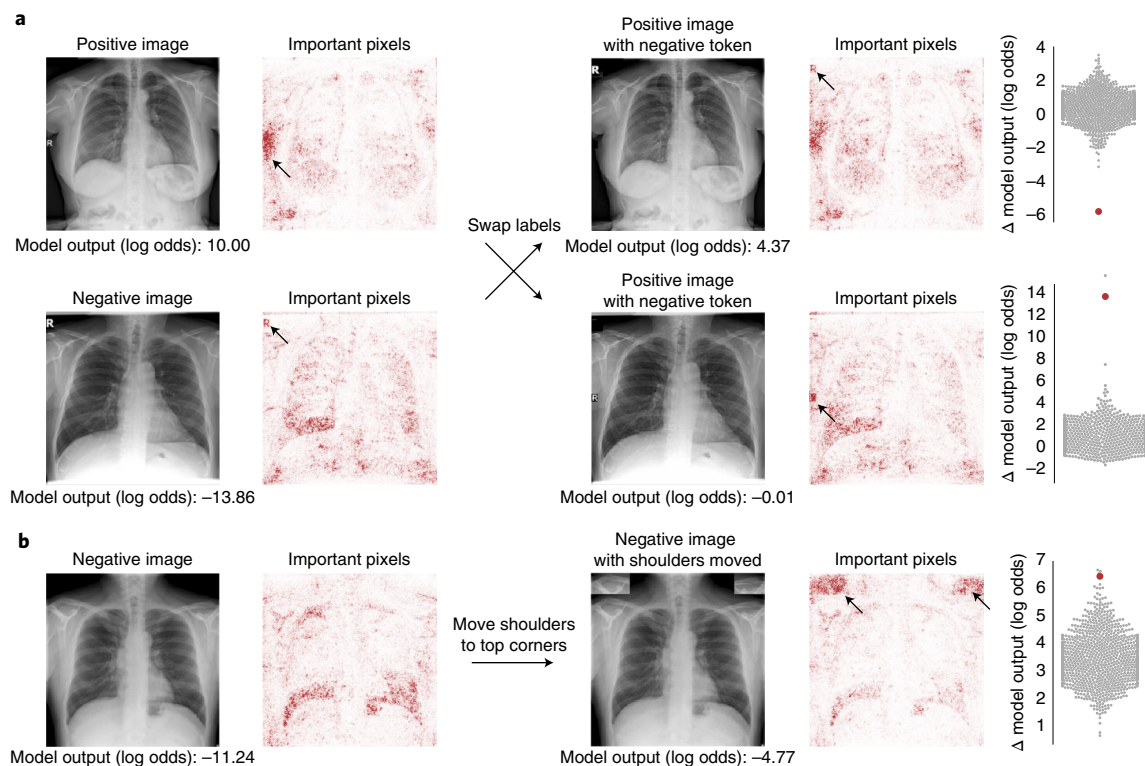 a
Positive image
Important pixels
Positive image
with negative token
Important pixels
R
R
R
Model output (log odds): 10.00
Swap labels
Model output (log odds): 4.37
Δ model output (log odds)
4
2
0
−2
−4
−6
Negative image
Important pixels
Positive image
with negative token
Important pixels
R
R
R
R
Model output (log odds): −13.86
Model output (log odds): −0.01
Δ model output (log odds)
14
12
10
8
6
4
2
0
−2
b
Negative image
Important pixels
Move shoulders
to top corners
Negative image
with shoulders moved
Important pixels
Model output (log odds): −11.24
Model output (log odds): −4.77
Δ model output (log odds)
7
6
5
4
3
2
1